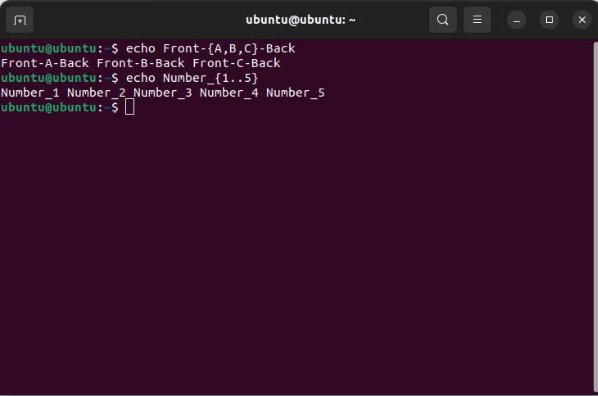 ubuntu@ubuntu: ~
ubuntu@ubuntu:~$ echo Front-{A,B,C}-Back
Front-A-Back Front-B-Back Front-C-Back
ubuntu@ubuntu:~$ echo Number_{1..5}
Number_1 Number_2 Number_3 Number_4 Number_5
ubuntu@ubuntu:~$